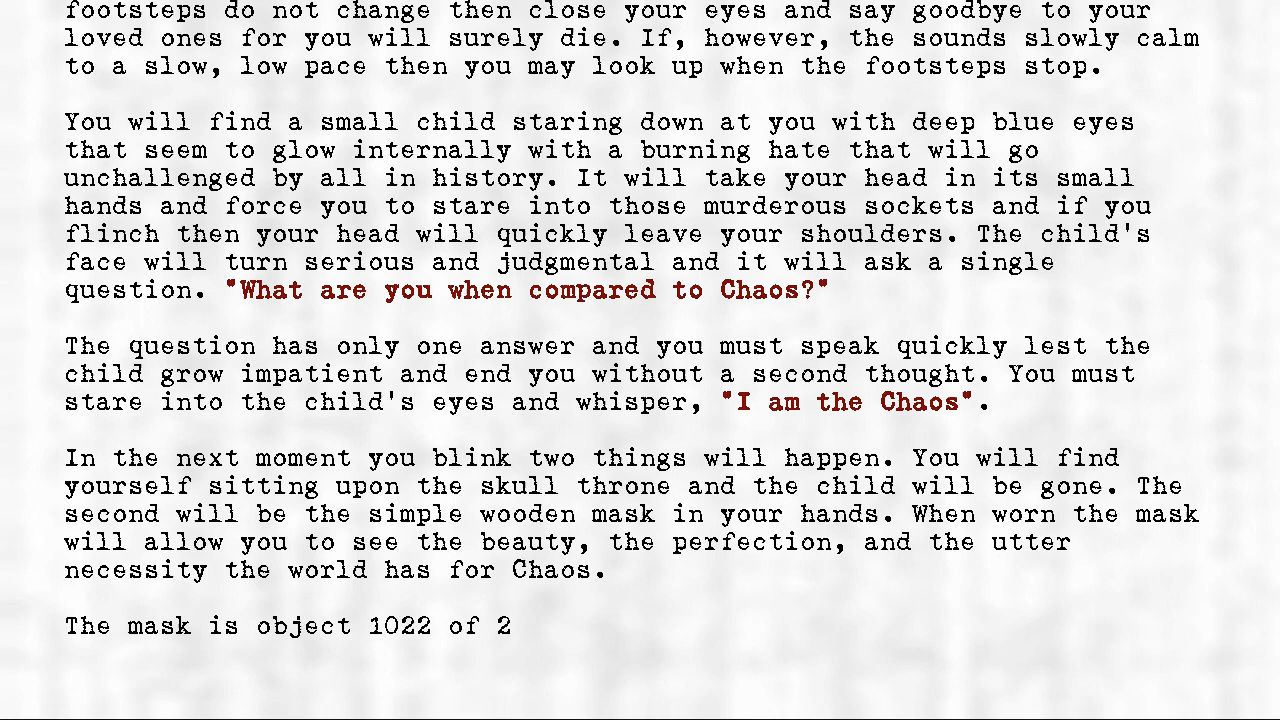 footsteps do not change then close your eyes and say goodbye to your
loved ones for you will surely die. If, however, the sounds slowly calm
to a slow, low pace then you may look up when the footsteps stop.
You will find a small child staring down at you with deep blue eyes
that seem to glow internally with a burning hate that will go
unchallenged by all in history. It will take your head in its small
hands and force you to stare into those murderous sockets and if you
flinch then your head will quickly leave your shoulders. The child's
face will turn serious and judgmental and it will ask a single
question. "What are you when compared to Chaos?"
The question has only one answer and you must speak quickly lest the
child grow impatient and end you without a second thought. You must
stare into the child's eyes and whisper, "I am the Chaos".
In the next moment you blink two things will happen. You will find
yourself sitting upon the skull throne and the child will be gone. The
second will be the simple wooden mask in your hands. When worn the mask
will allow you to see the beauty, the perfection, and the utter
necessity the world has for Chaos.
The mask is object 1022 of 2